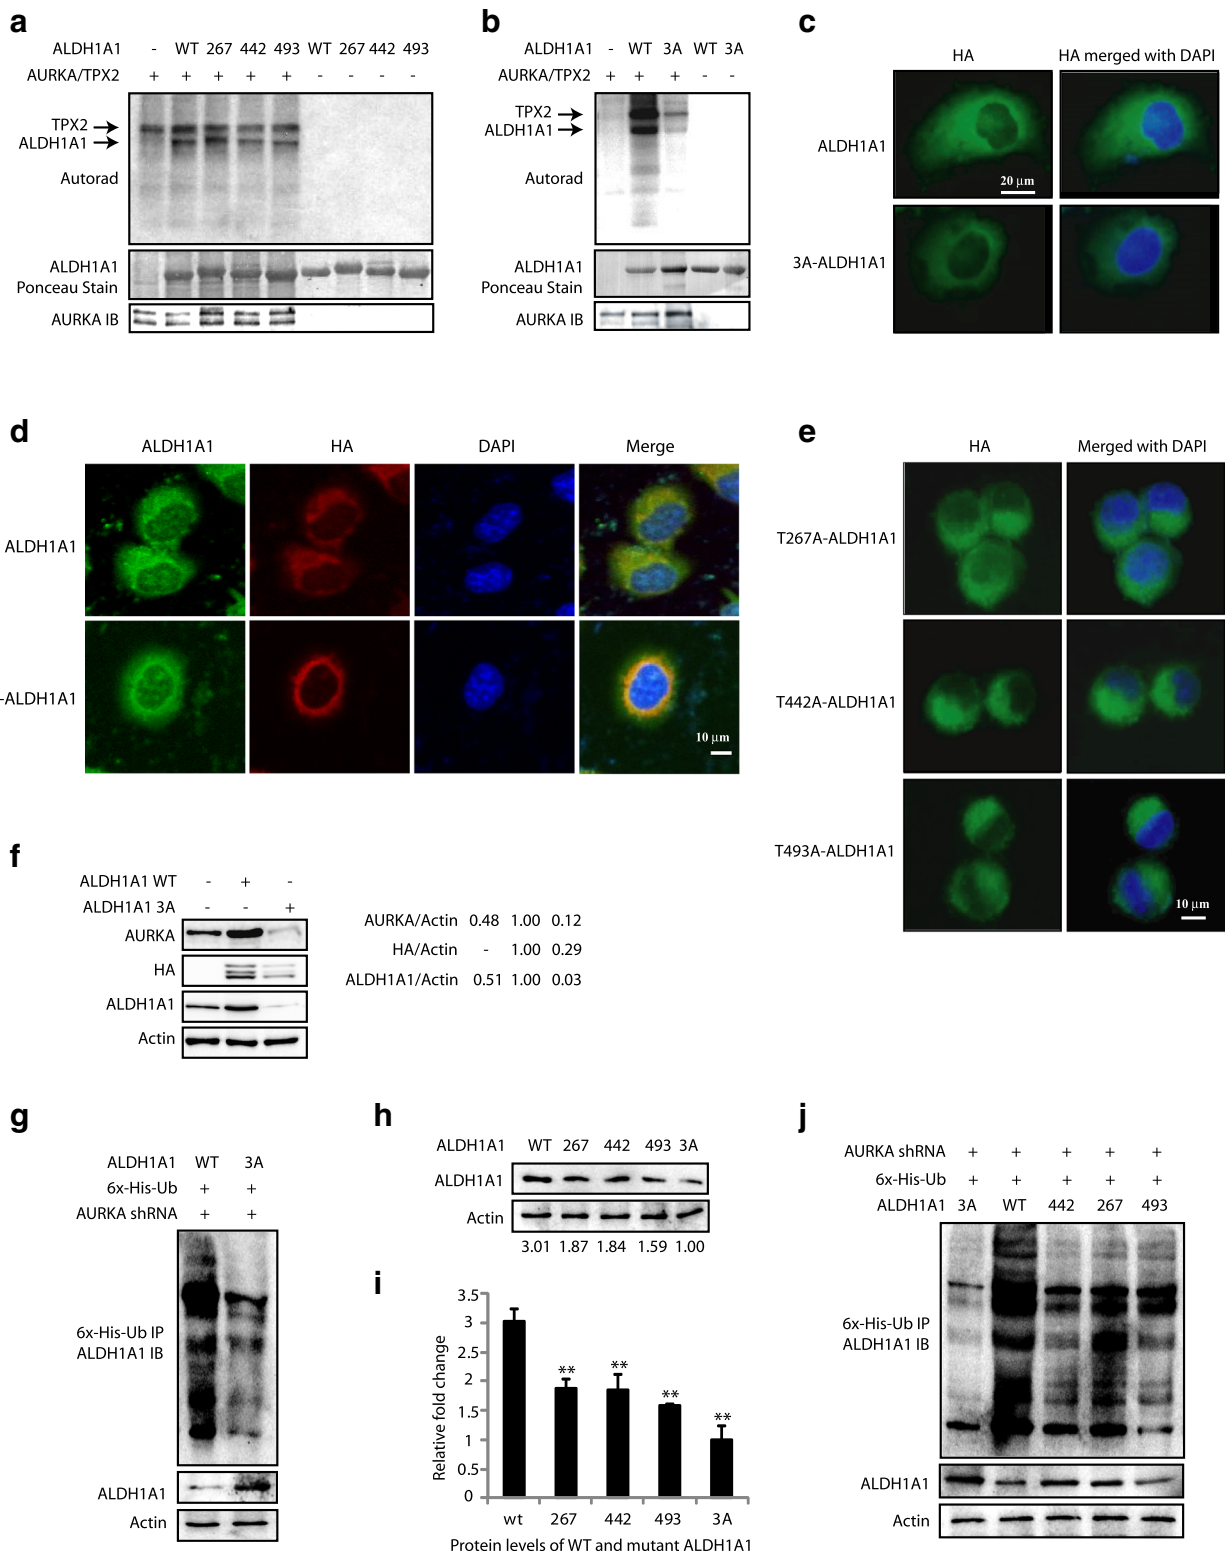 a
ALDH1A1 - WT 267 442 493 WT 267 442 493
AURKA/TPX2 + + + + + - - - -
TPX2
ALDH1A1
Autorad
ALDH1A1
Ponceau Stain
AURKA IB
b
ALDH1A1 - WT 3A WT 3A
AURKA/TPX2 + + + - -
TPX2
ALDH1A1
Autorad
ALDH1A1
Ponceau Stain
AURKA IB
c
HA HA merged with DAPI
ALDH1A1
20 μm
3A-ALDH1A1
d
ALDH1A1 HA DAPI Merge
ALDH1A1
-ALDH1A1
10 μm
e
HA Merged with DAPI
T267A-ALDH1A1
T442A-ALDH1A1
T493A-ALDH1A1
10 μm
f
ALDH1A1 WT - + -
ALDH1A1 3A - - +
AURKA
HA
ALDH1A1
Actin
AURKA/Actin 0.48 1.00 0.12
HA/Actin - 1.00 0.29
ALDH1A1/Actin 0.51 1.00 0.03
g
ALDH1A1 WT 3A
6x-His-Ub + +
AURKA shRNA + +
6x-His-Ub IP
ALDH1A1 IB
ALDH1A1
Actin
h
ALDH1A1 WT 267 442 493 3A
ALDH1A1
Actin
3.01 1.87 1.84 1.59 1.00
i
Relative fold change
3.5
3
2.5
2
1.5
1
0.5
0
** ** ** **
wt 267 442 493 3A
Protein levels of WT and mutant ALDH1A1
j
AURKA shRNA + + + + +
6x-His-Ub + + + + +
ALDH1A1 3A WT 442 267 493
6x-His-Ub IP
ALDH1A1 IB
ALDH1A1
Actin